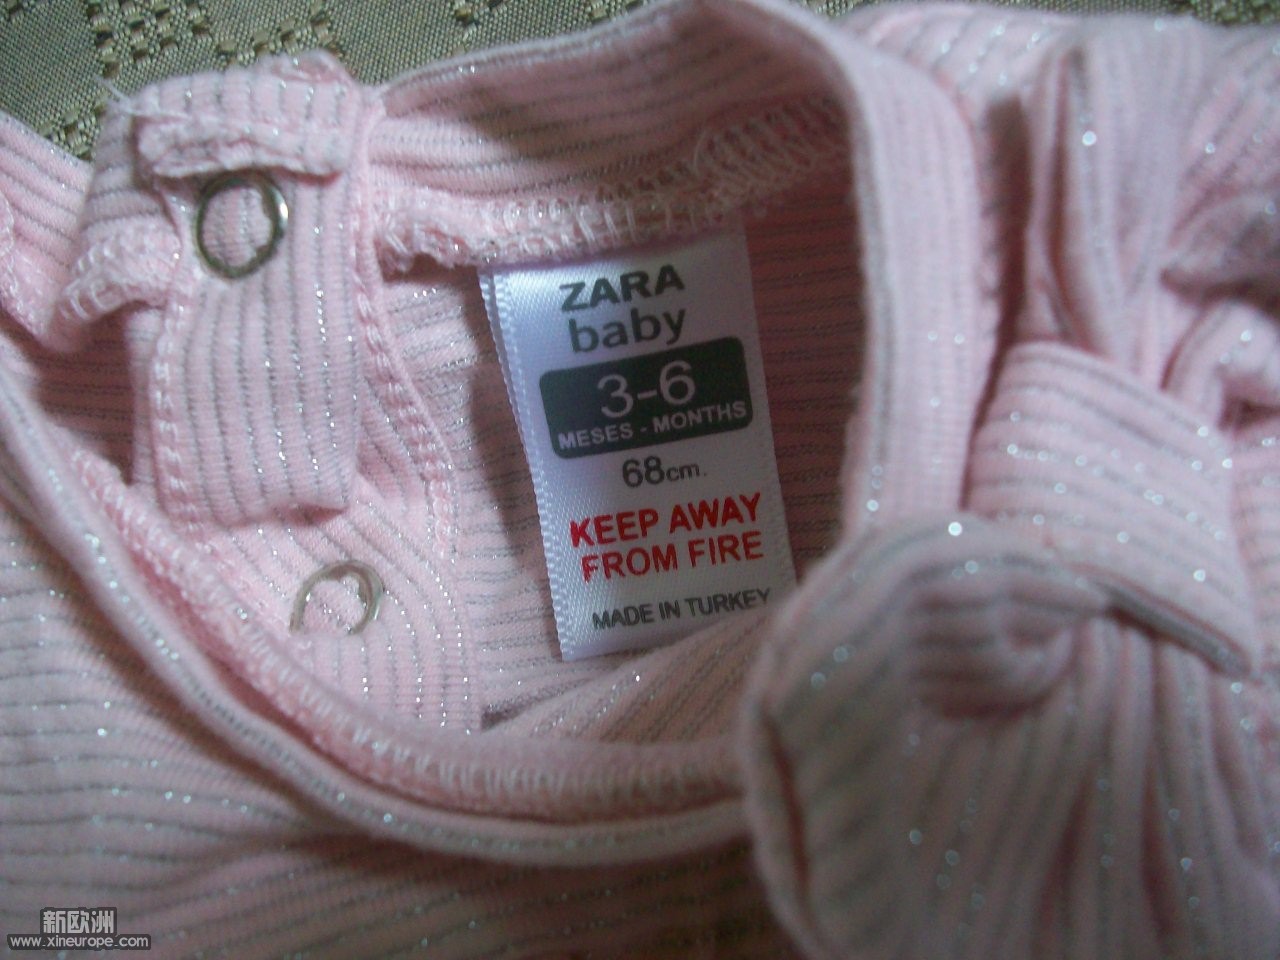 ZARA
baby
3-6
MESES - MONTHS
68cm.
KEEP AWAY
FROM FIRE
MADE IN TURKEY
新欧洲
www.xineurope.com